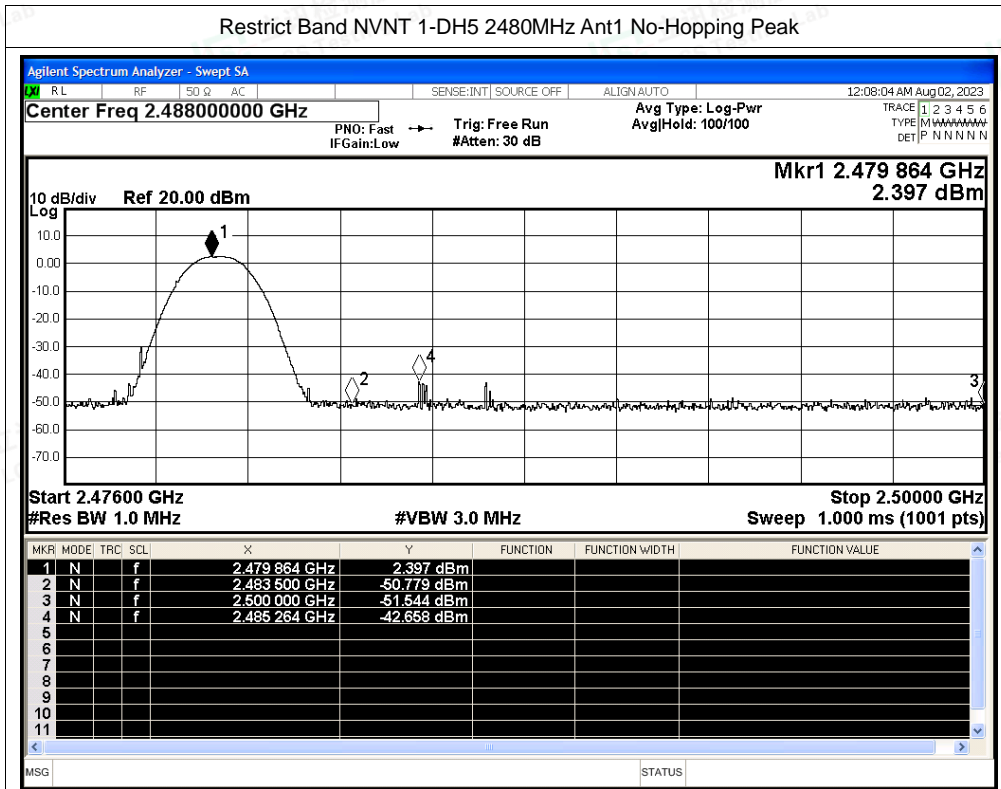 Restrict Band NVNT 1-DH5 2480MHz Ant1 No-Hopping Peak
Agilent Spectrum Analyzer - Swept SA
LXI RL RF 50 Ω AC SENSE:INT SOURCE OFF ALIGN AUTO 12:08:04 AM Aug 02, 2023
Center Freq 2.488000000 GHz
Avg Type: Log-Pwr
TRACE 1 2 3 4 5 6
PNO: Fast
Trig: Free Run
Avg|Hold: 100/100
TYPE M
IFGain:Low
#Atten: 30 dB
DET P N N N N N
Mkr1 2.479 864 GHz
10 dB/div Ref 20.00 dBm
2.397 dBm
Log
10.0
1
0.00
-10.0
-20.0
-30.0
4
-40.0
2
3
-50.0
-60.0
-70.0
Start 2.47600 GHz
Stop 2.50000 GHz
#Res BW 1.0 MHz
#VBW 3.0 MHz
Sweep 1.000 ms (1001 pts)
MKR MODE TRC SCL X Y FUNCTION FUNCTION WIDTH FUNCTION VALUE
1 N f 2.479 864 GHz 2.397 dBm
2 N f 2.483 500 GHz -50.779 dBm
3 N f 2.500 000 GHz -51.544 dBm
4 N f 2.485 264 GHz -42.658 dBm
5
6
7
8
9
10
11
MSG
STATUS